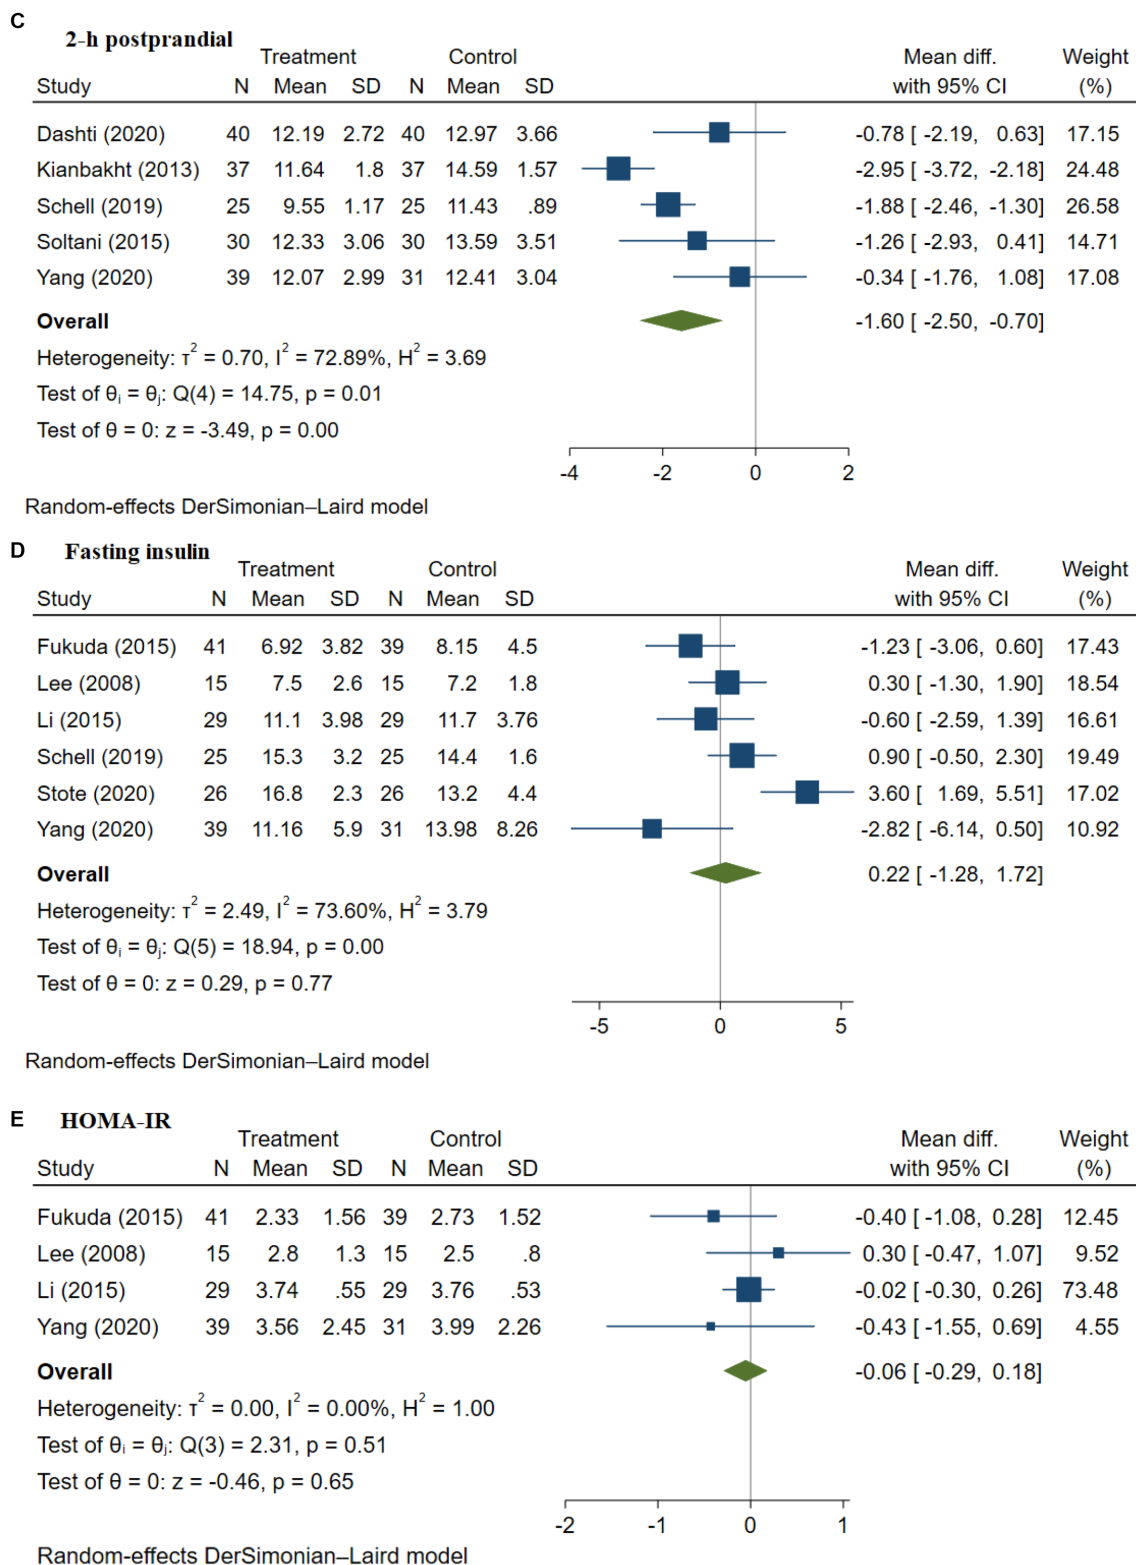 C 2-h postprandial
Treatment Control Mean diff. Weight
Study N Mean SD N Mean SD with 95% CI (%)
Dashti (2020) 40 12.19 2.72 40 12.97 3.66 -0.78 [ -2.19, 0.63] 17.15
Kianbakht (2013) 37 11.64 1.8 37 14.59 1.57 -2.95 [ -3.72, -2.18] 24.48
Schell (2019) 25 9.55 1.17 25 11.43 .89 -1.88 [ -2.46, -1.30] 26.58
Soltani (2015) 30 12.33 3.06 30 13.59 3.51 -1.26 [ -2.93, 0.41] 14.71
Yang (2020) 39 12.07 2.99 31 12.41 3.04 -0.34 [ -1.76, 1.08] 17.08
Overall -1.60 [ -2.50, -0.70]
Heterogeneity: τ² = 0.70, I² = 72.89%, H² = 3.69
Test of θᵢ = θⱼ: Q(4) = 14.75, p = 0.01
Test of θ = 0: z = -3.49, p = 0.00
-4 -2 0 2
Random-effects DerSimonian–Laird model
D Fasting insulin
Treatment Control Mean diff. Weight
Study N Mean SD N Mean SD with 95% CI (%)
Fukuda (2015) 41 6.92 3.82 39 8.15 4.5 -1.23 [ -3.06, 0.60] 17.43
Lee (2008) 15 7.5 2.6 15 7.2 1.8 0.30 [ -1.30, 1.90] 18.54
Li (2015) 29 11.1 3.98 29 11.7 3.76 -0.60 [ -2.59, 1.39] 16.61
Schell (2019) 25 15.3 3.2 25 14.4 1.6 0.90 [ -0.50, 2.30] 19.49
Stote (2020) 26 16.8 2.3 26 13.2 4.4 3.60 [ 1.69, 5.51] 17.02
Yang (2020) 39 11.16 5.9 31 13.98 8.26 -2.82 [ -6.14, 0.50] 10.92
Overall 0.22 [ -1.28, 1.72]
Heterogeneity: τ² = 2.49, I² = 73.60%, H² = 3.79
Test of θᵢ = θⱼ: Q(5) = 18.94, p = 0.00
Test of θ = 0: z = 0.29, p = 0.77
-5 0 5
Random-effects DerSimonian–Laird model
E HOMA-IR
Treatment Control Mean diff. Weight
Study N Mean SD N Mean SD with 95% CI (%)
Fukuda (2015) 41 2.33 1.56 39 2.73 1.52 -0.40 [ -1.08, 0.28] 12.45
Lee (2008) 15 2.8 1.3 15 2.5 .8 0.30 [ -0.47, 1.07] 9.52
Li (2015) 29 3.74 .55 29 3.76 .53 -0.02 [ -0.30, 0.26] 73.48
Yang (2020) 39 3.56 2.45 31 3.99 2.26 -0.43 [ -1.55, 0.69] 4.55
Overall -0.06 [ -0.29, 0.18]
Heterogeneity: τ² = 0.00, I² = 0.00%, H² = 1.00
Test of θᵢ = θⱼ: Q(3) = 2.31, p = 0.51
Test of θ = 0: z = -0.46, p = 0.65
-2 -1 0 1
Random-effects DerSimonian–Laird model